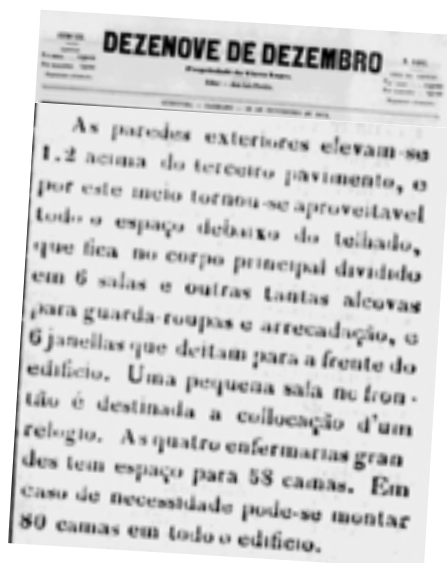 DEZENOVE DE DEZEMBRO
As paredes exteriores elevam-se
1.2 acima do terceiro pavimento, e
por este meio tornou-se aproveitavel
todo o espaço debaixo do telhado,
que fica no corpo principal dividido
em 6 salas e outras tantas alcovas
para guarda-roupas e arrecadação, e
6 janellas que deitam para a frente do
edificio. Uma pequena sala no fron-
tão é destinada a collocação d'um
relogio. As quatro enfermarias gran
des tem espaço para 58 camas. Em
caso de necessidade pode-se montar
80 camas em todo o edificio.